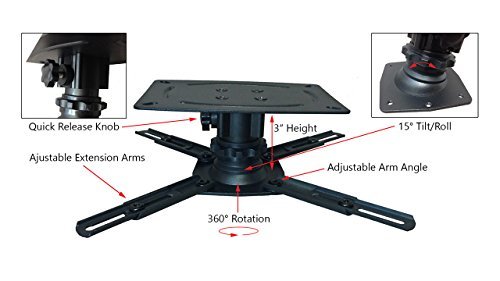 Quick Release Knob
3” Height
15° Tilt/Roll
Ajustable Extension Arms
Adjustable Arm Angle
360° Rotation